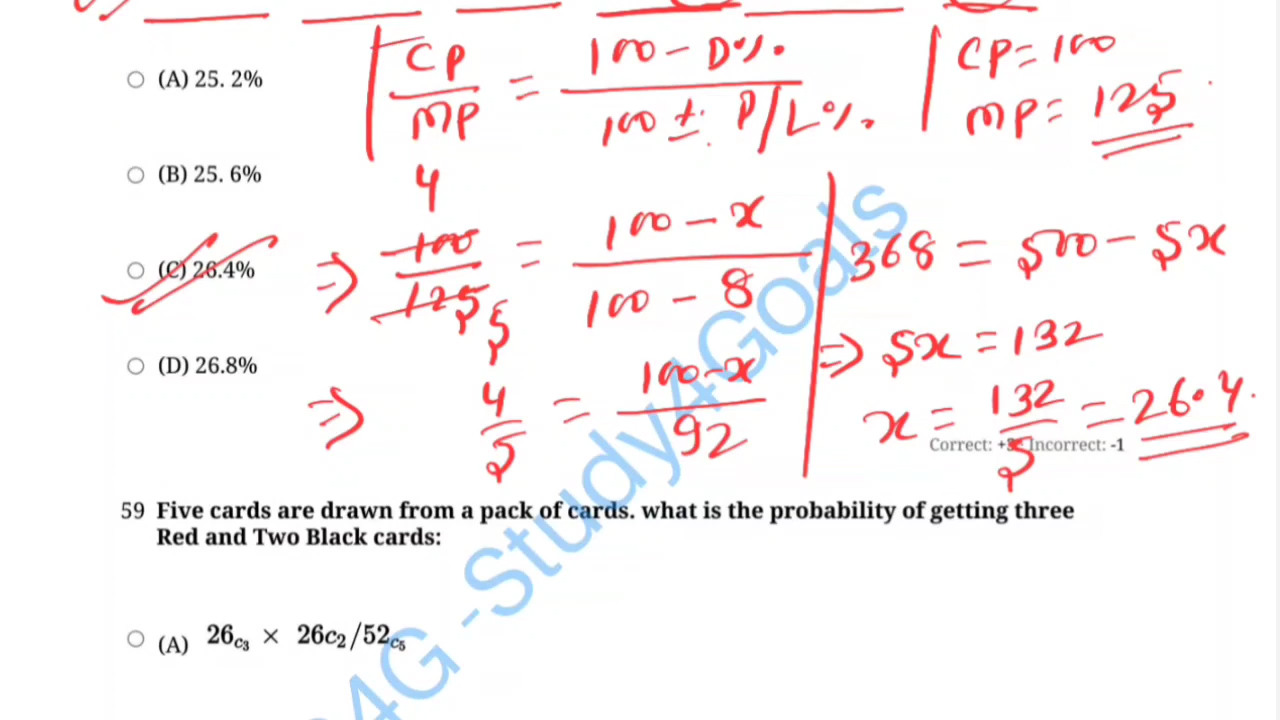 CP/MP = 100 - D% / 100 ± P/L%
CP = 100
MP = 125
(A) 25. 2%
(B) 25. 6%
(C) 26.4%
(D) 26.8%
⇒ 100/125 = 100 - x / 100 - 8
4
5
⇒ 4/5 = 100-x / 92
368 = 500 - 5x
⇒ 5x = 132
x = 132/5 = 26.4.
Correct: + Incorrect: -1
59 Five cards are drawn from a pack of cards. what is the probability of getting three
Red and Two Black cards:
(A) 26c₃ × 26c₂/52c₅
4G -Study4Goals